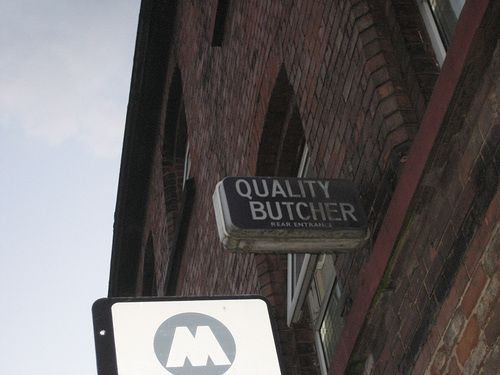 QUALITY
BUTCHER
REAR ENTRANCE
M